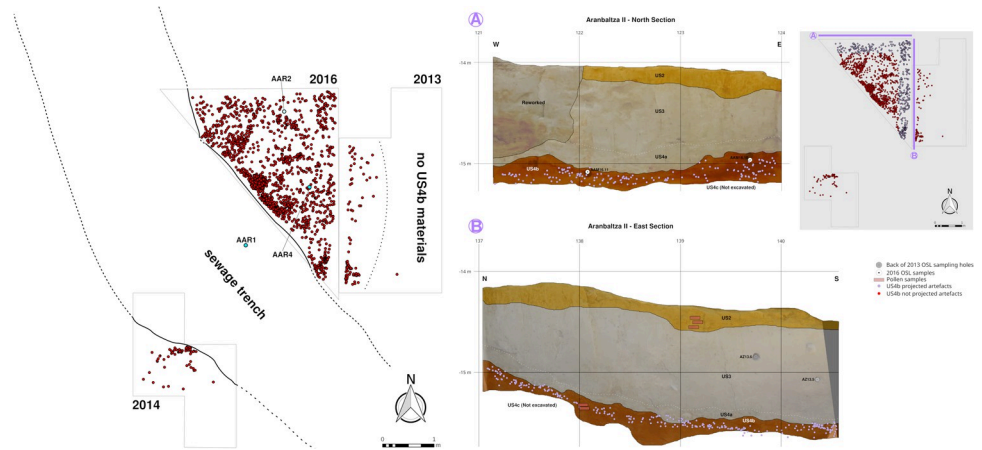 2016
2013
AAR2
no US4b materials
AAR1
AAR4
sewage trench
2014
N
0 1
m
A
Aranbaltza II - North Section
121 122 123 124
W E
-14 m
US2
Reworked
US3
-15 m
US4a
US4b
US4c (Not excavated)
B
Aranbaltza II - East Section
137 138 139 140
N S
-14 m
US2
US3
-15 m
US4c (Not excavated)
US4a
US4b
A
B
N
Back of 2013 OSL sampling holes
2016 OSL samples
Pollen samples
US4b projected artefacts
US4b not projected artefacts